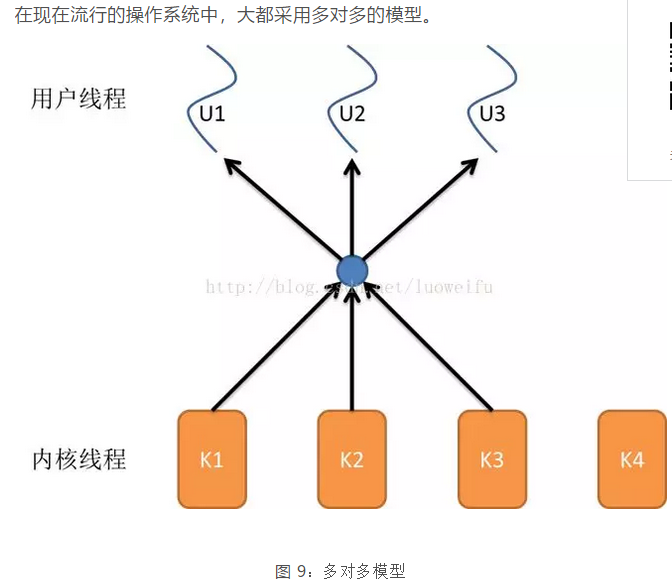 在现在流行的操作系统中，大都采用多对多的模型。
用户线程
U1
U2
U3
http://blog.csdn.net/luoweifu
内核线程
K1
K2
K3
K4
图 9：多对多模型